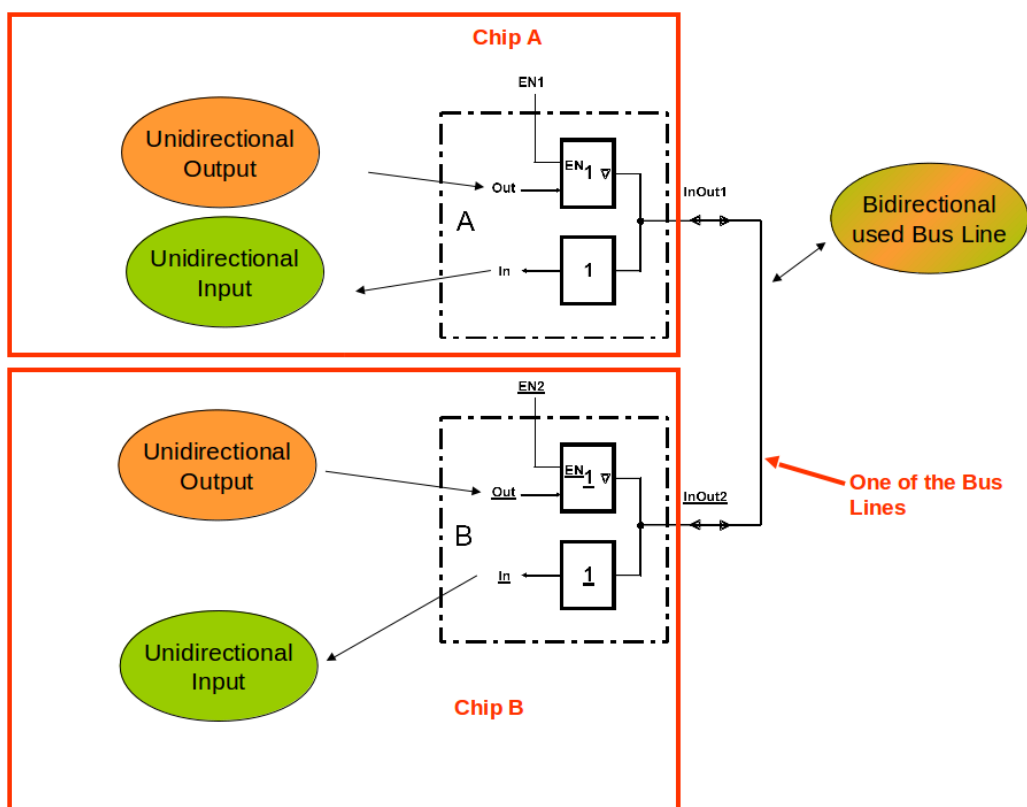 Chip A
EN1
Unidirectional
Output
EN 1 ▽
Out
A
InOut1
Bidirectional
used Bus Line
Unidirectional
Input
In
1
EN2
Unidirectional
Output
EN 1 ▽
Out
InOut2
One of the Bus
Lines
B
In
1
Unidirectional
Input
Chip B